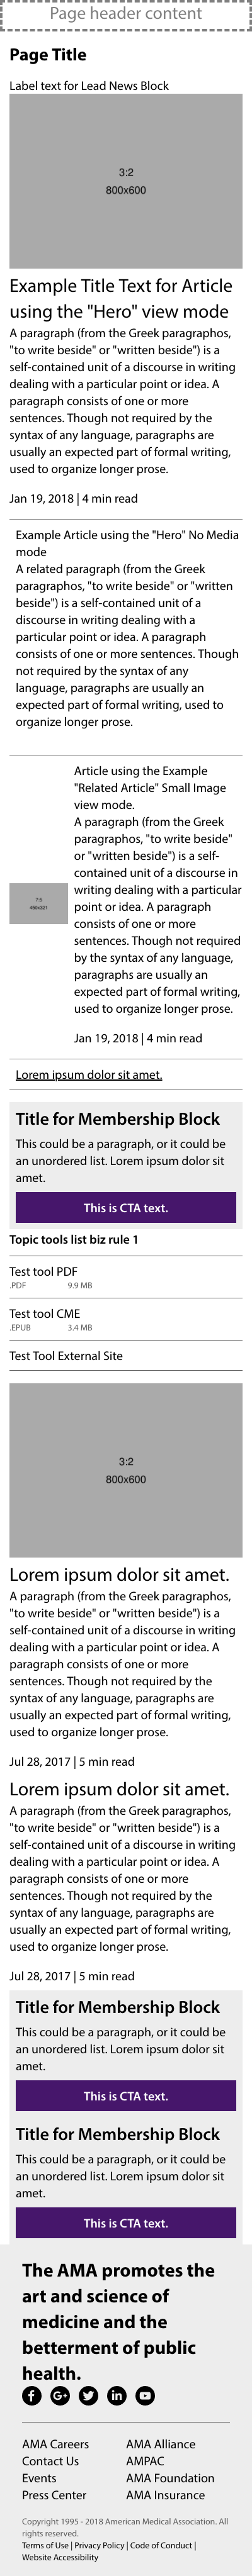 Page header content
Page Title
Label text for Lead News Block
3:2
800x600
Example Title Text for Article
using the "Hero" view mode
A paragraph (from the Greek paragraphos,
"to write beside" or "written beside") is a
self-contained unit of a discourse in writing
dealing with a particular point or idea. A
paragraph consists of one or more
sentences. Though not required by the
syntax of any language, paragraphs are
usually an expected part of formal writing,
used to organize longer prose.
Jan 19, 2018 | 4 min read
Example Article using the "Hero" No Media
mode
A related paragraph (from the Greek
paragraphos, "to write beside" or "written
beside") is a self-contained unit of a
discourse in writing dealing with a
particular point or idea. A paragraph
consists of one or more sentences. Though
not required by the syntax of any
language, paragraphs are usually an
expected part of formal writing, used to
organize longer prose.
Article using the Example
"Related Article" Small Image
view mode.
A paragraph (from the Greek
paragraphos, "to write beside"
or "written beside") is a self-
contained unit of a discourse in
writing dealing with a particular
point or idea. A paragraph
consists of one or more
sentences. Though not required
by the syntax of any language,
paragraphs are usually an
expected part of formal writing,
used to organize longer prose.
Jan 19, 2018 | 4 min read
Lorem ipsum dolor sit amet.
Title for Membership Block
This could be a paragraph, or it could be
an unordered list. Lorem ipsum dolor sit
amet.
This is CTA text.
Topic tools list biz rule 1
Test tool PDF
.PDF 9.9 MB
Test tool CME
.EPUB 3.4 MB
Test Tool External Site
3:2
800x600
Lorem ipsum dolor sit amet.
A paragraph (from the Greek paragraphos,
"to write beside" or "written beside") is a
self-contained unit of a discourse in writing
dealing with a particular point or idea. A
paragraph consists of one or more
sentences. Though not required by the
syntax of any language, paragraphs are
usually an expected part of formal writing,
used to organize longer prose.
Jul 28, 2017 | 5 min read
Lorem ipsum dolor sit amet.
A paragraph (from the Greek paragraphos,
"to write beside" or "written beside") is a
self-contained unit of a discourse in writing
dealing with a particular point or idea. A
paragraph consists of one or more
sentences. Though not required by the
syntax of any language, paragraphs are
usually an expected part of formal writing,
used to organize longer prose.
Jul 28, 2017 | 5 min read
Title for Membership Block
This could be a paragraph, or it could be
an unordered list. Lorem ipsum dolor sit
amet.
This is CTA text.
Title for Membership Block
This could be a paragraph, or it could be
an unordered list. Lorem ipsum dolor sit
amet.
This is CTA text.
The AMA promotes the
art and science of
medicine and the
betterment of public
health.
AMA Careers AMA Alliance
Contact Us AMPAC
Events AMA Foundation
Press Center AMA Insurance
Copyright 1995 - 2018 American Medical Association. All
rights reserved.
Terms of Use | Privacy Policy | Code of Conduct |
Website Accessibility